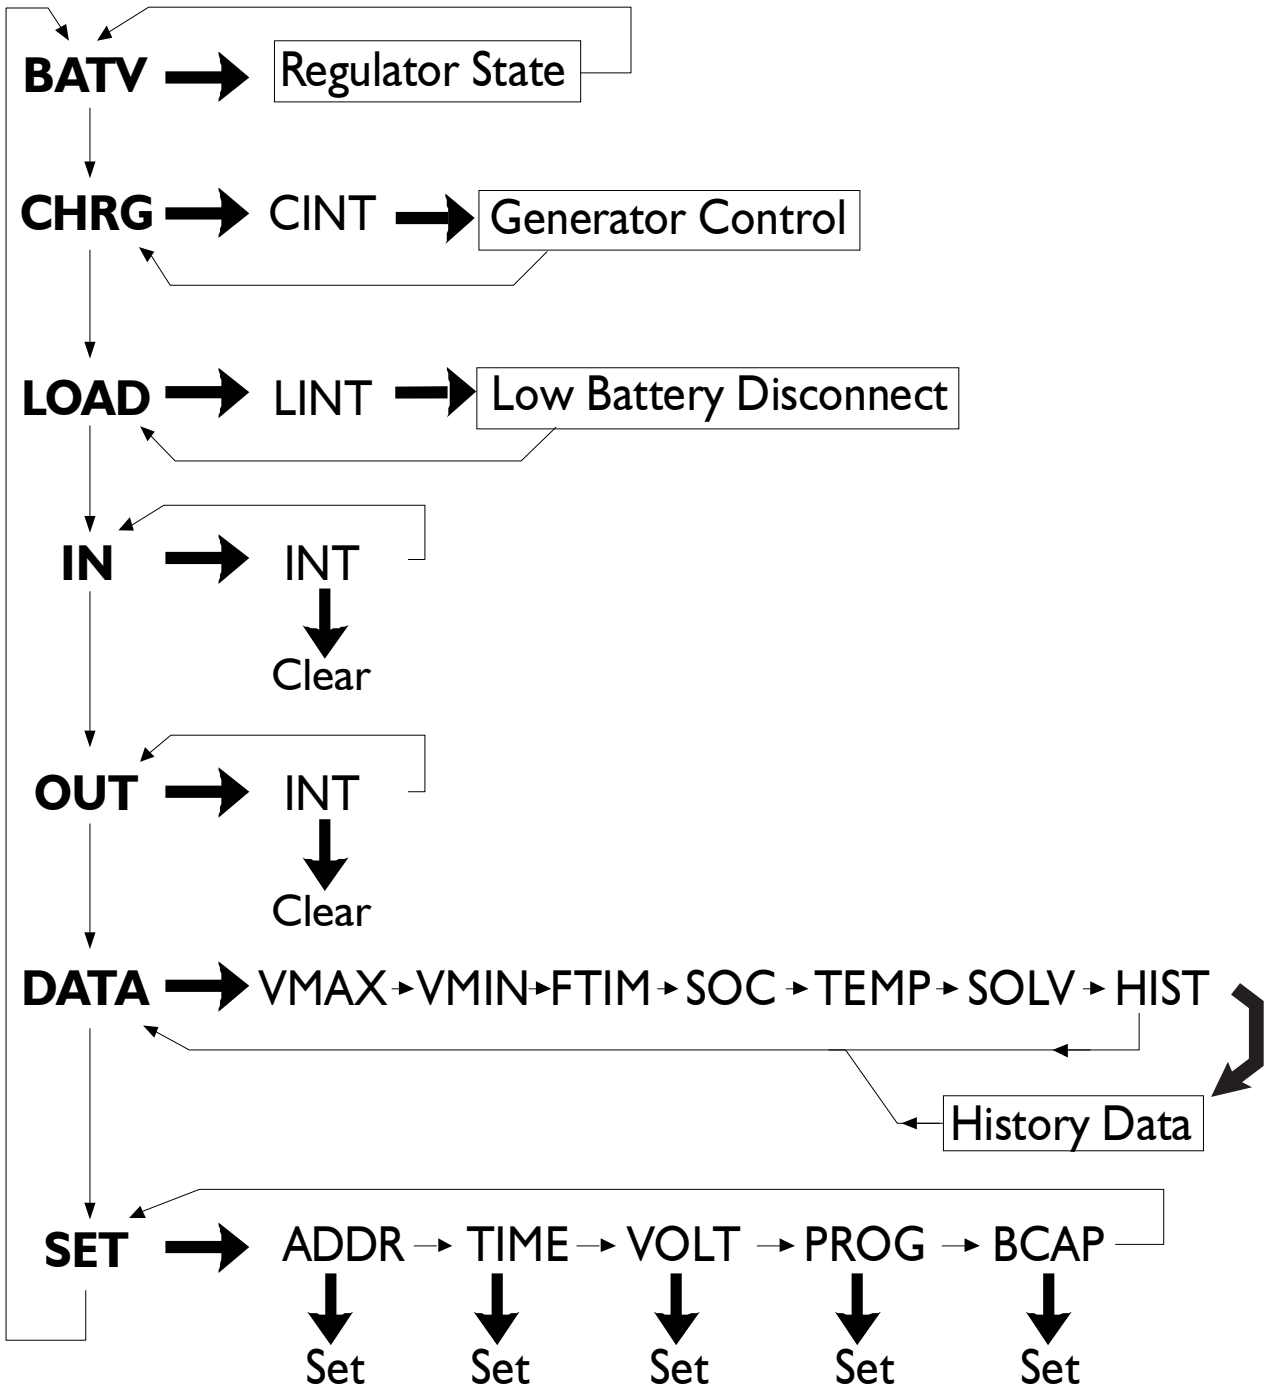 BATV Regulator State
CHRG CINT Generator Control
LOAD LINT Low Battery Disconnect
IN INT
Clear
OUT INT
Clear
DATA VMAX VMIN FTIM SOC TEMP SOLV HIST
History Data
SET ADDR TIME VOLT PROG BCAP
Set Set Set Set Set